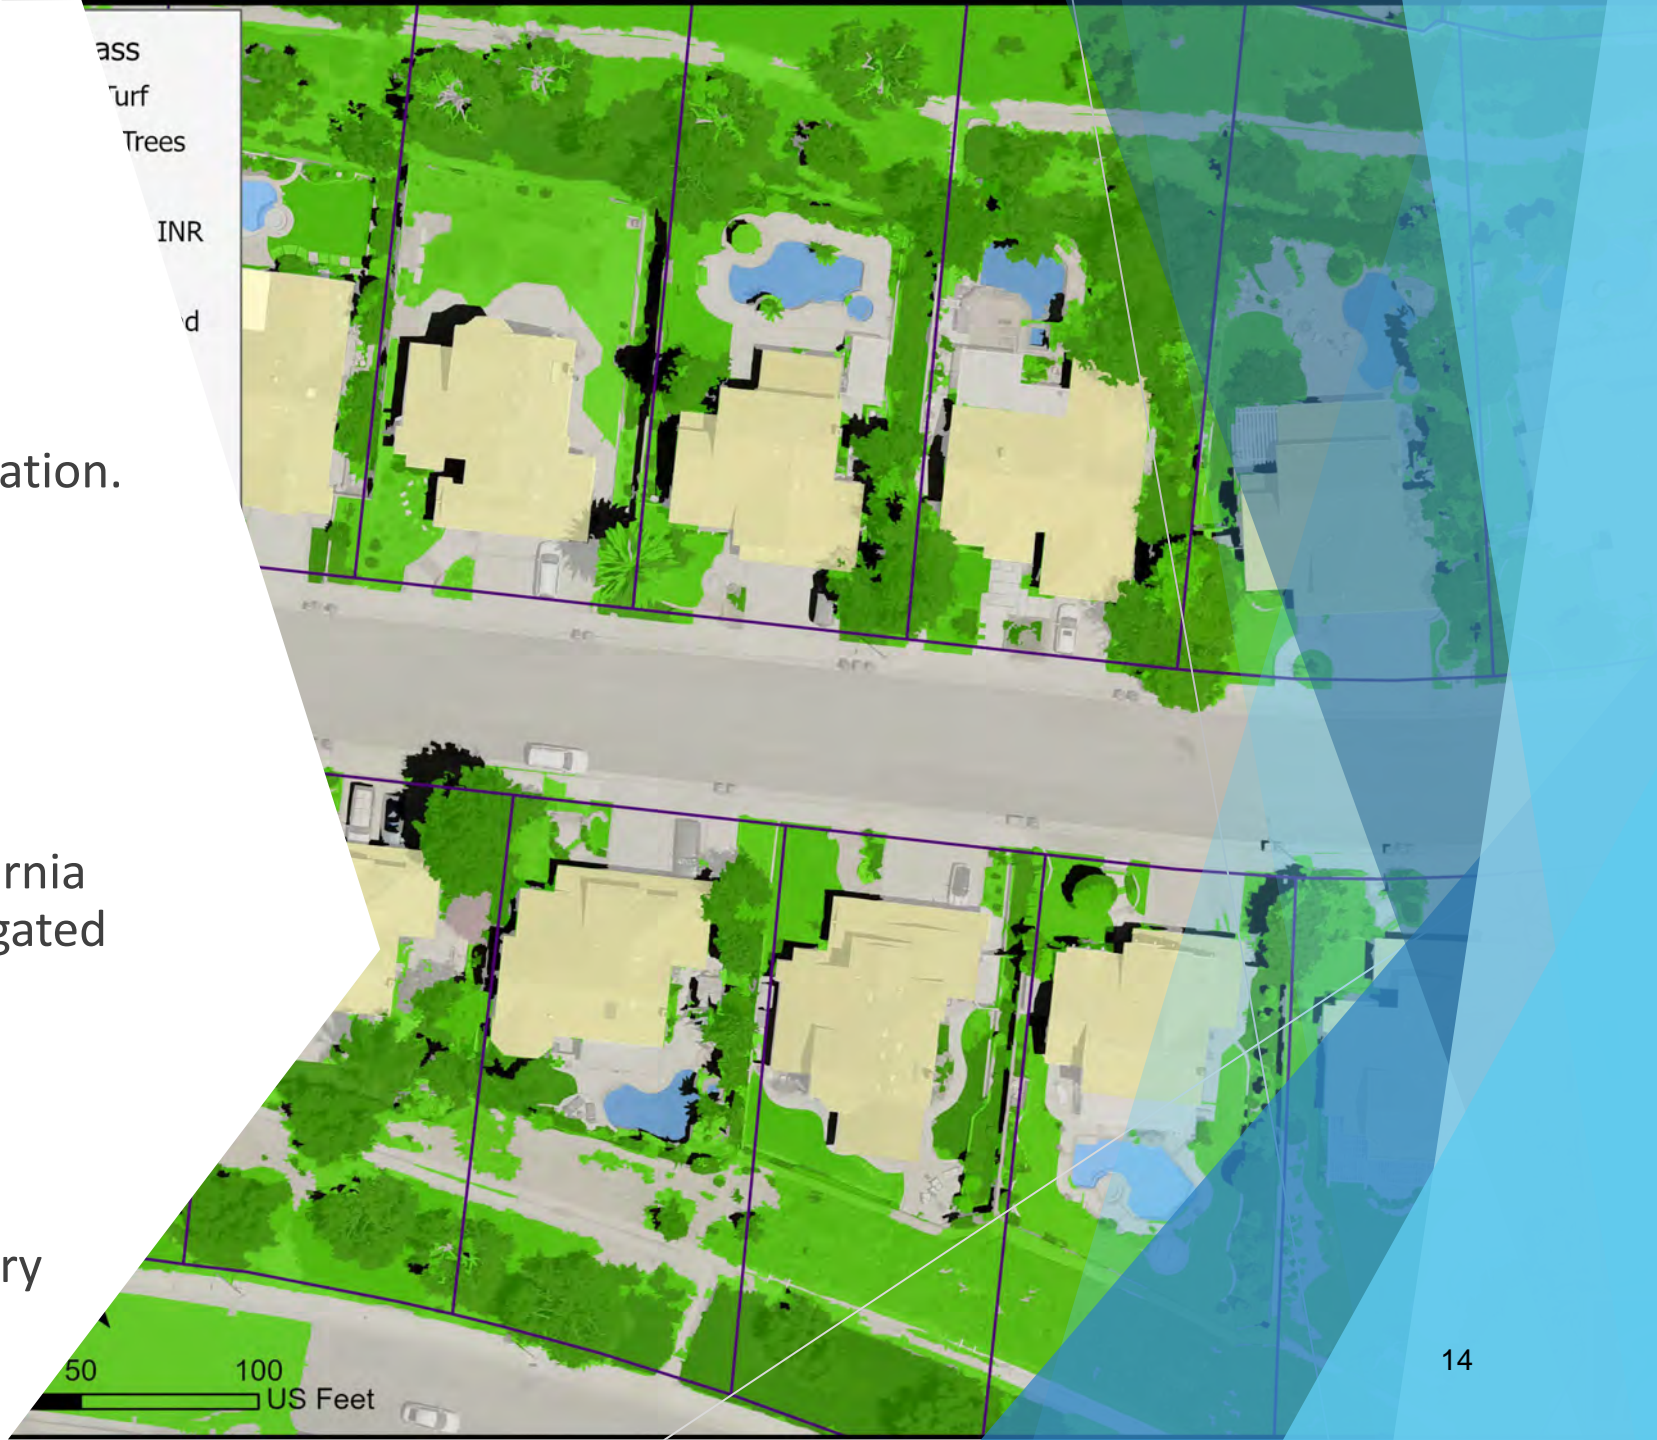 ass
Turf
Trees
INR
d
ation.
rnia
gated
ry
50 100
US Feet
14